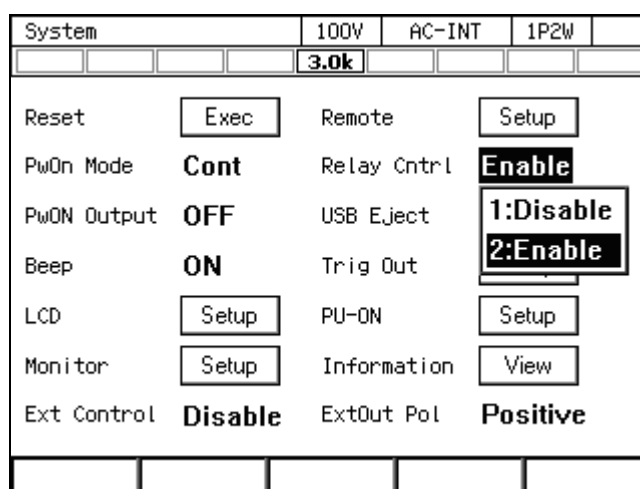 System 100V AC-INT 1P2W
3.0k
Reset Exec Remote Setup
PwOn Mode Cont Relay Cntrl Enable
PwON Output OFF USB Eject 1:Disable
2:Enable
Beep ON Trig Out
LCD Setup PU-ON Setup
Monitor Setup Information View
Ext Control Disable ExtOut Pol Positive